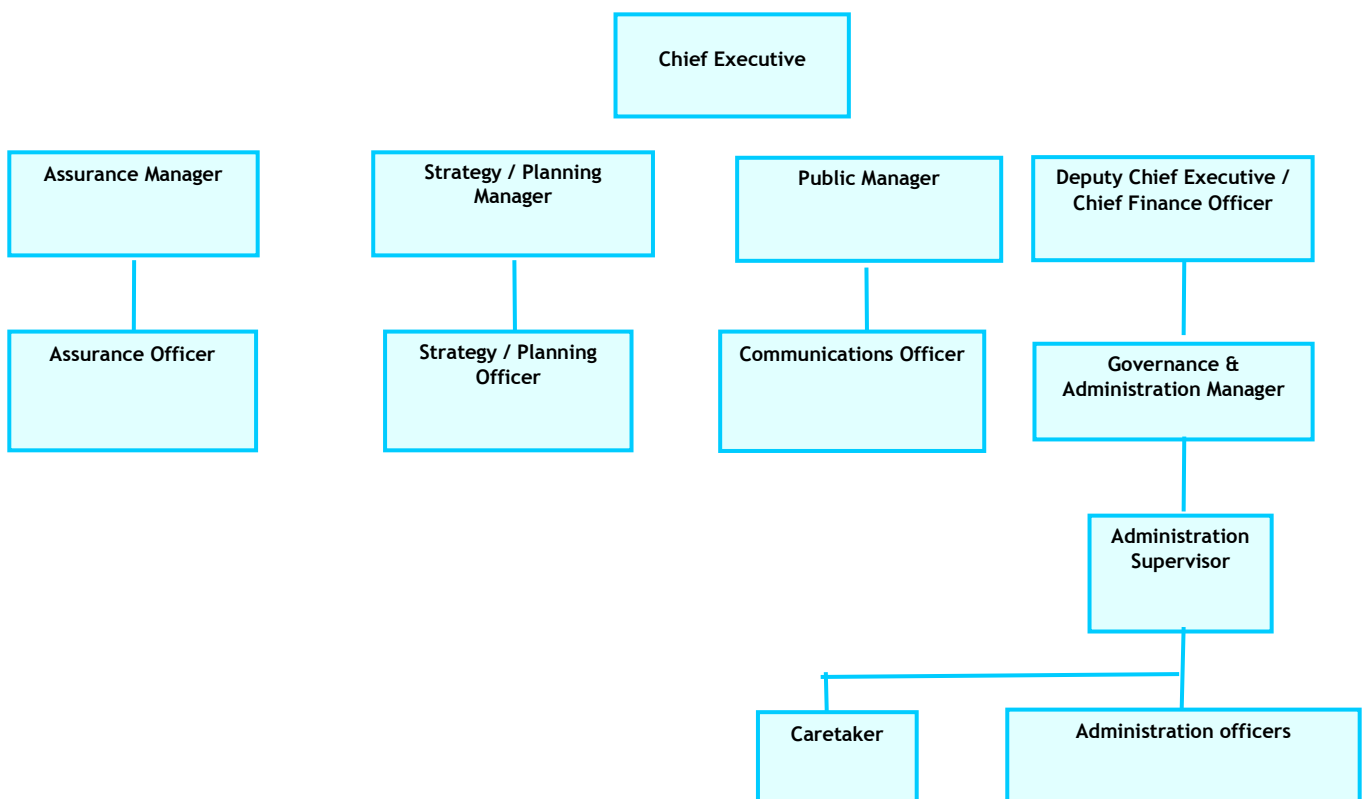 Chief Executive
Assurance Manager
Strategy / Planning
Manager
Public Manager
Deputy Chief Executive /
Chief Finance Officer
Assurance Officer
Strategy / Planning
Officer
Communications Officer
Governance &
Administration Manager
Administration
Supervisor
Caretaker
Administration officers